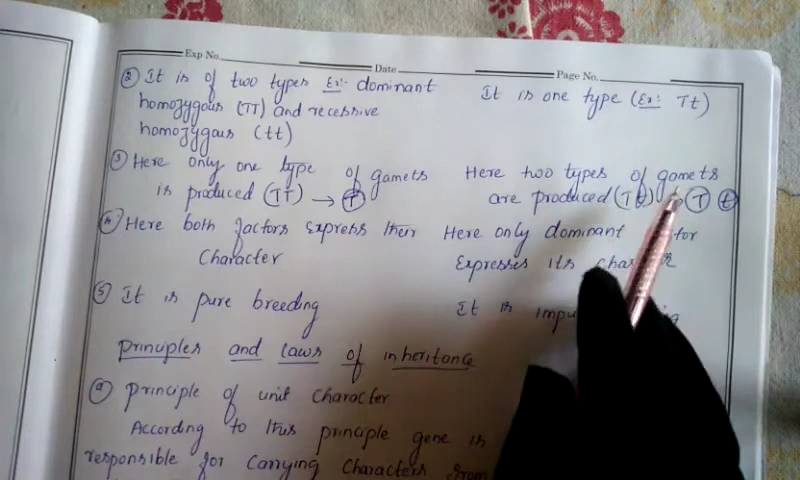 Exp No.
Date
Page No.
② It is of two types Ex:- dominant
homozygous (TT) and recessive
homozygous (tt)
It is one type (Ex: Tt)
③ Here only one type of gamets
is produced (TT) → T
Here two types of gamets
are produced (Tt) → T t
④ Here both factors express their
Character
Here only dominant tor
Expresses its
⑤ It is pure breeding
It is
Principles and laws of inheritance
@ Principle of unit character
According to this principle gene is
responsible for Carrying Characters from